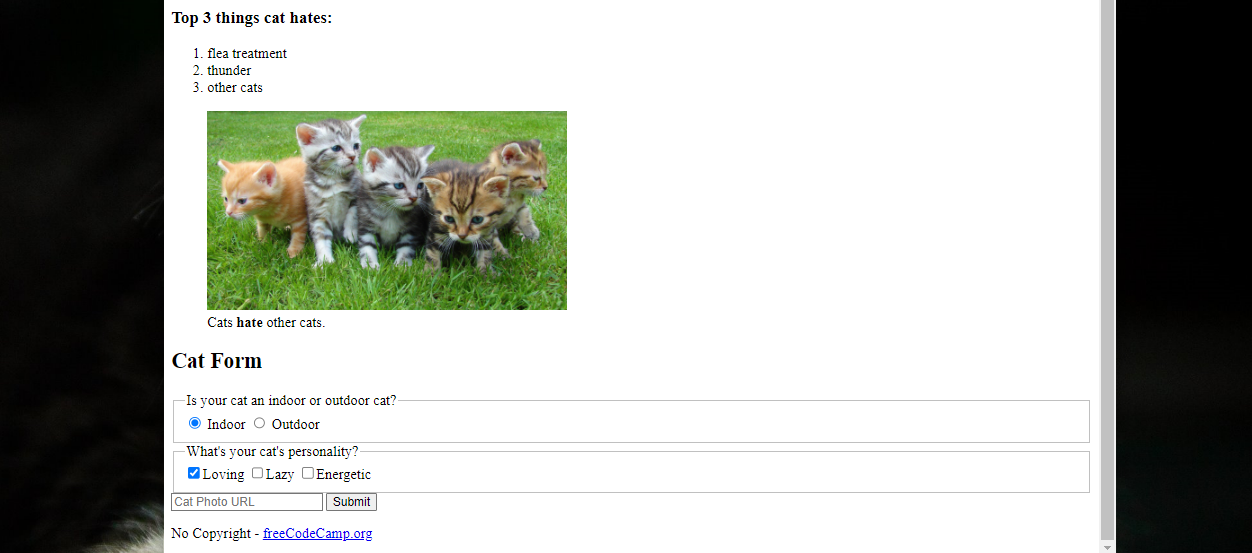 Top 3 things cat hates:
1. flea treatment
2. thunder
3. other cats
Cats hate other cats.
Cat Form
Is your cat an indoor or outdoor cat?
Indoor Outdoor
What's your cat's personality?
Loving Lazy Energetic
Cat Photo URL Submit
No Copyright - freeCodeCamp.org